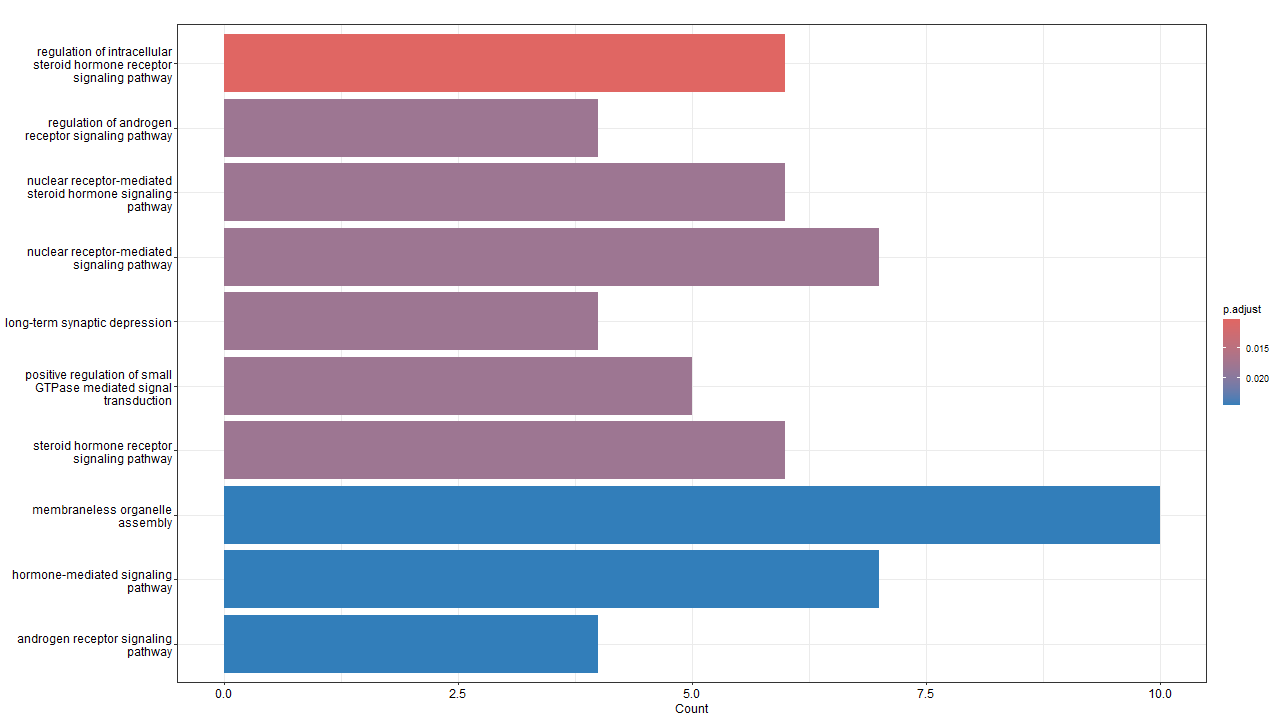 regulation of intracellular
steroid hormone receptor
signaling pathway
regulation of androgen
receptor signaling pathway
nuclear receptor-mediated
steroid hormone signaling
pathway
nuclear receptor-mediated
signaling pathway
long-term synaptic depression
positive regulation of small
GTPase mediated signal
transduction
steroid hormone receptor
signaling pathway
membraneless organelle
assembly
hormone-mediated signaling
pathway
androgen receptor signaling
pathway
0.0 2.5 5.0 7.5 10.0
Count
p.adjust
0.015
0.020